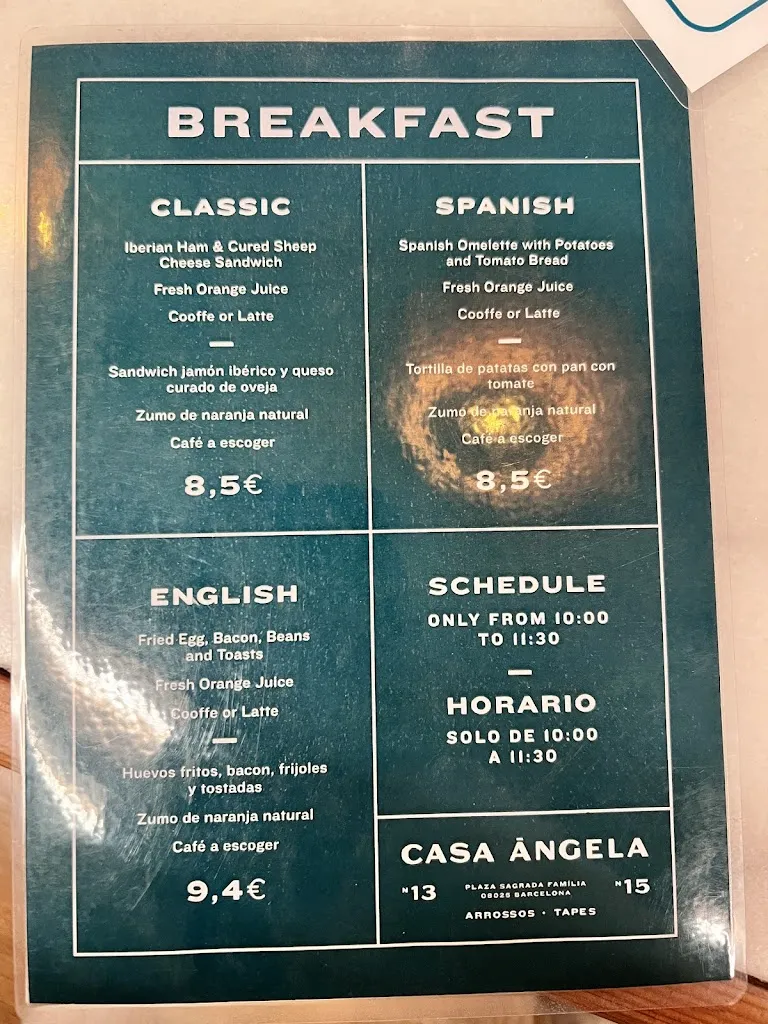 BREAKFAST
CLASSIC
Iberian Ham & Cured Sheep
Cheese Sandwich
Fresh Orange Juice
Cooffe or Latte
Sandwich jamón ibérico y queso
curado de oveja
Zumo de naranja natural
Café a escoger
8,5€
SPANISH
Spanish Omelette with Potatoes
and Tomato Bread
Fresh Orange Juice
Cooffe or Latte
Tortilla de patatas con pan con
tomate
Zumo de naranja natural
Café a escoger
8,5€
ENGLISH
Fried Egg, Bacon, Beans
and Toasts
Fresh Orange Juice
Cooffe or Latte
Huevos fritos, bacon, frijoles
y tostadas
Zumo de naranja natural
Café a escoger
9,4€
SCHEDULE
ONLY FROM 10:00
TO 11:30
HORARIO
SOLO DE 10:00
A 11:30
CASA ÀNGELA
N13
PLAZA SAGRADA FAMÍLIA
08025 BARCELONA
N15
ARROSSOS · TAPES